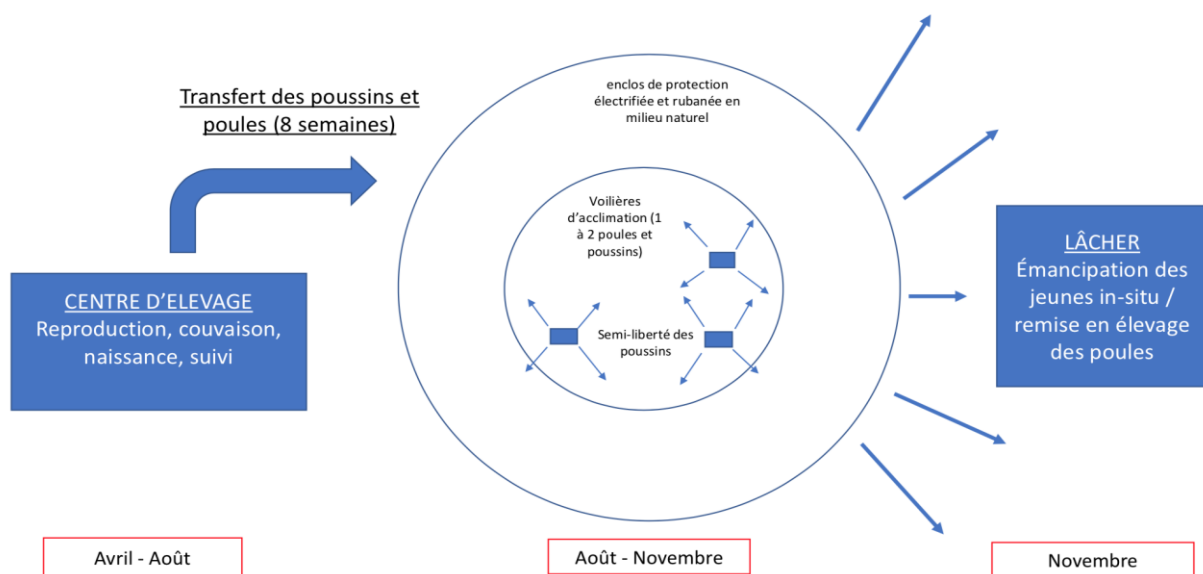 Transfert des poussins et
poules (8 semaines)
CENTRE D'ELEVAGE
Reproduction, couvaison,
naissance, suivi
enclos de protection
électrifiée et rubanée en
milieu naturel
Voilières
d'acclimation (1
à 2 poules et
poussins)
Semi-liberté des
poussins
LÂCHER
Émancipation des
jeunes in-situ /
remise en élevage
des poules
Avril - Août
Août - Novembre
Novembre